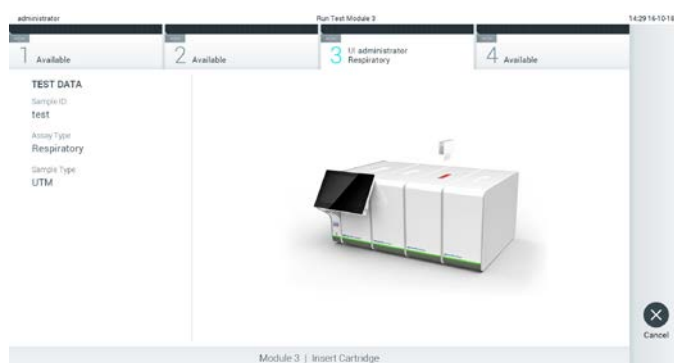 administrator
Run Test Module 3
14:29 14-10-18
1 Available
2 Available
3 UI administrator
Respiratory
4 Available
TEST DATA
Sample ID
test
Assay Type
Respiratory
Sample Type
UTM
Cancel
Module 3 | Insert Cartridge